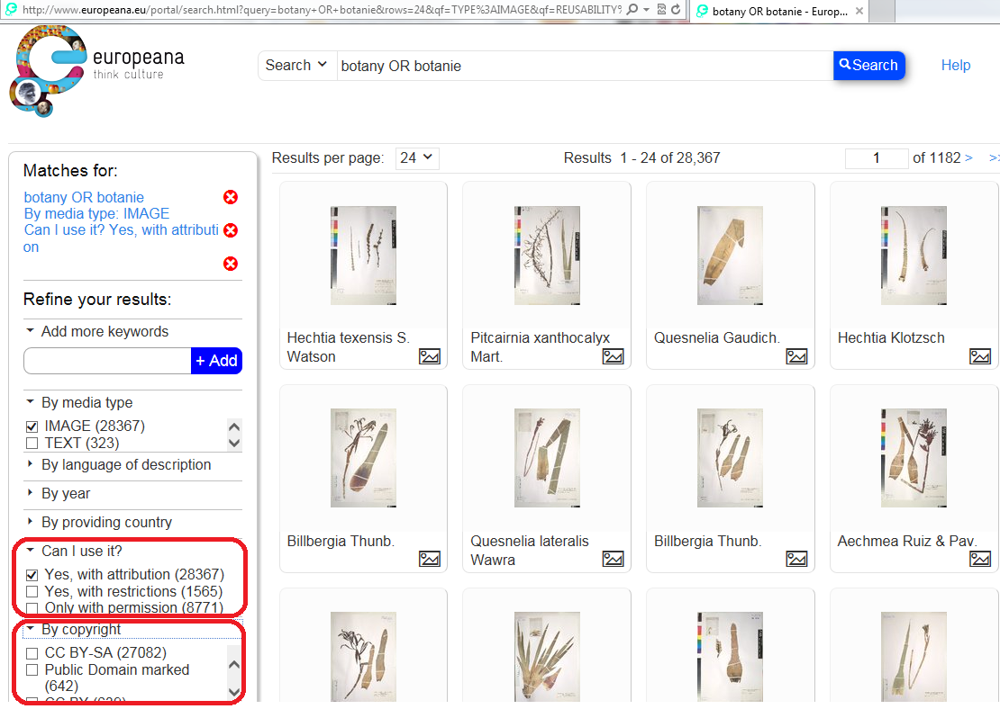 http://www.europeana.eu/portal/search.html?query=botany+OR+botanie&rows=24&qf=TYPE%3AIMAGE&qf=REUSABILITY%
botany OR botanie - Europ...
europeana
think culture
Search
botany OR botanie
Search
Help
Matches for:
botany OR botanie
By media type: IMAGE
Can I use it? Yes, with attributi
on
Refine your results:
Add more keywords
+ Add
By media type
IMAGE (28367)
TEXT (323)
By language of description
By year
By providing country
Can I use it?
Yes, with attribution (28367)
Yes, with restrictions (1565)
Only with permission (8771)
By copyright
CC BY-SA (27082)
Public Domain marked
(642)
Results per page: 24
Results 1 - 24 of 28,367
1 of 1182 > >>
Hechtia texensis S.
Watson
Pitcairnia xanthocalyx
Mart.
Quesnelia Gaudich.
Hechtia Klotzsch
Billbergia Thunb.
Quesnelia lateralis
Wawra
Billbergia Thunb.
Aechmea Ruiz & Pav.